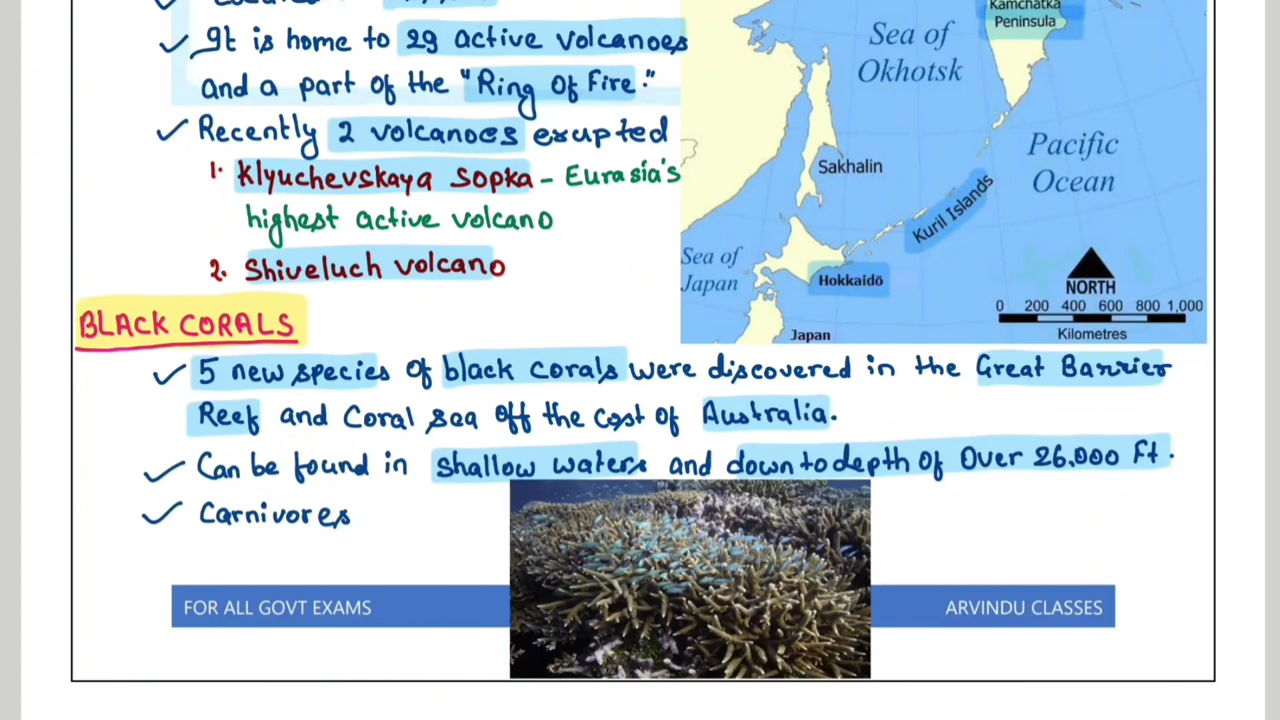 ✓ It is home to 29 active volcanoes
and a part of the "Ring Of Fire."
✓ Recently 2 volcanoes erupted
1. Klyuchevskaya Sopka - Eurasia's
highest active volcano
2. Shiveluch volcano
Kamchatka
Peninsula
Sea of
Okhotsk
Pacific
Ocean
Sakhalin
Kuril Islands
Sea of
Japan
Hokkaidō
Japan
NORTH
0 200 400 600 800 1,000
Kilometres
BLACK CORALS
✓ 5 new species of black corals were discovered in the Great Barrier
Reef and Coral sea off the cost of Australia.
✓ Can be found in shallow waters and down to depth of Over 26,000 Ft.
✓ Carnivores
FOR ALL GOVT EXAMS
ARVINDU CLASSES